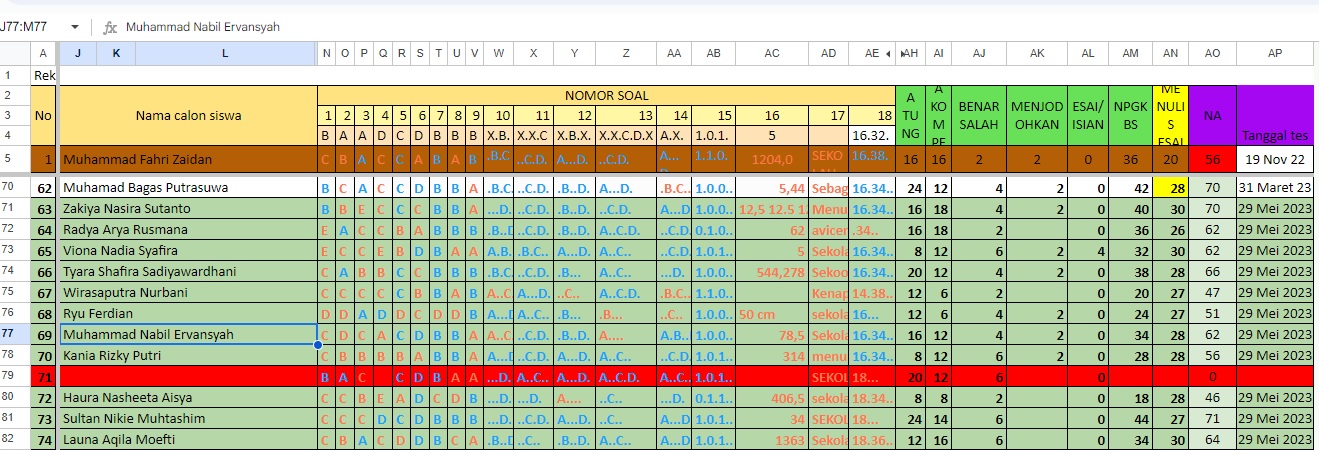 J77:M77 fx Muhammad Nabil Ervansyah
A J K L N O P Q R S T U V W X Y Z AA AB AC AD AE AH AI AJ AK AL AM AN AO AP
1 Rek
2 No Nama calon siswa NOMOR SOAL A TU NG A KO M PE BENAR SALAH MENJOD OHKAN ESAI/ ISIAN NPGK BS ME NULI S ESAI NA Tanggal tes
3 1 2 3 4 5 6 7 8 9 10 11 12 13 14 15 16 17 18
4 B A A D C D B B B X.B. X.X.C X.B.X. X.X.C.D.X A.X. 1.0.1. 5 16.32.
5 1 Muhammad Fahri Zaidan C B A C C A B A B .B.C ..C.D. A...D. ..C.D. A... 1.1.0. 1204,0 SEKO 16.38. 16 16 2 2 0 36 20 56 19 Nov 22
70 62 Muhamad Bagas Putrasuwa B C A C C D B B A ..B.C. ..C.D. ..B..D. A...D. ..B.C.. 1.0.0.. 5,44 Sebag 16.34.. 24 12 4 2 0 42 28 70 31 Maret 23
71 63 Zakiya Nasira Sutanto B B E C C C B B A ...D. ..C.D. ..B..D. ..C.D. A...D 1.0.0.. 12,5 12.5 1 Menu 16.34.. 16 18 4 2 0 40 30 70 29 Mei 2023
72 64 Radya Arya Rusmana E A C C B A B B B ..B..D ..C.D. ..B..D. A..C.D. A...D 0.1.0.. 62 avicer .34.. 16 18 2 0 36 26 62 29 Mei 2023
73 65 Viona Nadia Syafira E C C E B D B A A A.B. ..B.C.. A...D. A..C.D. A...D. 1.0.0.. 5 Sekola 16.34.. 8 12 6 2 4 32 30 62 29 Mei 2023
74 66 Tyara Shafira Sadiyawardhani C A B B C C B B B ..B.C ..C.D. ..B... A..C.. ...D. 1.0.0.. 544,278 Sekoo 16.34.. 20 12 4 2 0 38 28 66 29 Mei 2023
75 67 Wirasaputra Nurbani C C C C C B B A B A..C. A...D. ..C.. A..C.D. ..B.C.. 1.1.0.. Kenap 14.38.. 12 6 2 0 20 27 47 29 Mei 2023
76 68 Ryu Ferdian D D A D D C D D B A...D ..C.D. A...D. ..B... ..C.. 1.0.0.. 50 cm sekola 16... 12 6 4 0 24 27 51 29 Mei 2023
77 69 Muhammad Nabil Ervansyah C D C A C D B B A ..B.C ..C.D. ..B..D. A.... A.B.. 1.0.0.. 78,5 Sekola 16.34.. 16 12 4 2 0 34 28 62 29 Mei 2023
78 70 Kania Rizky Putri C B B B B A B B A A...D ..C.D. ..B..D. A..C.. A...D 1.0.1.. 314 menu 16.34.. 8 12 6 2 0 28 28 56 29 Mei 2023
79 71 B A C C D B A A ...D. A..C.. A...D. A..C.D. A..C.. 1.0.1.. SEKOL 18... 20 12 6 0 0
80 72 Haura Nasheeta Aisya C C B E A D C D B ...D. ...D. A.... ..C.. ...D. 0.1.1.. 406,5 sekola 18.34.. 8 8 2 0 18 28 46 29 Mei 2023
81 73 Sultan Nikie Muhtashim C C C D C D B B B ...D. ..C.D. ..B..D. ..C... A...D 1.0.0.. 34 SEKOL 16.34.. 24 14 6 0 44 27 71 29 Mei 2023
82 74 Launa Aqila Moefti C B A C D D B C A ..B..D ..C.D. ..B..D. A..C.. A...D 1.0.0.. 1363 Sekola 18.36.. 12 16 6 0 34 30 64 29 Mei 2023